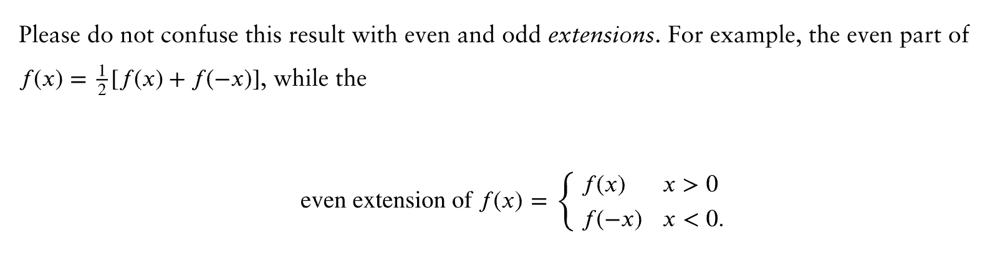 Please do not confuse this result with even and odd extensions. For example, the even part of
f(x) = ½[f(x) + f(−x)], while the
even extension of f(x) = { f(x) x > 0
f(−x) x < 0.